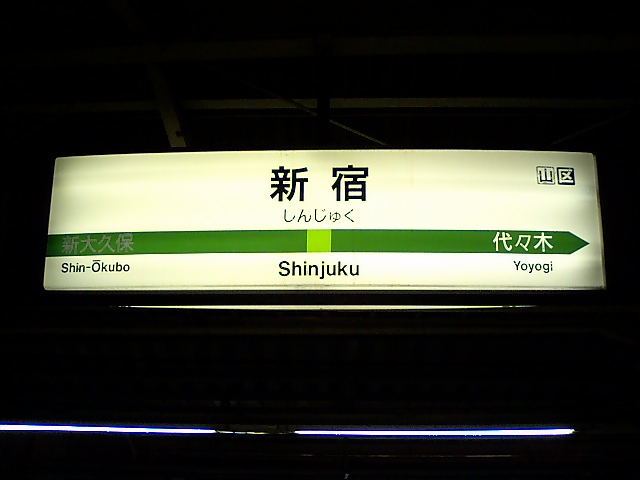 新宿
山区
しんじゅく
新大久保 代々木
Shin-Ōkubo Shinjuku Yoyogi